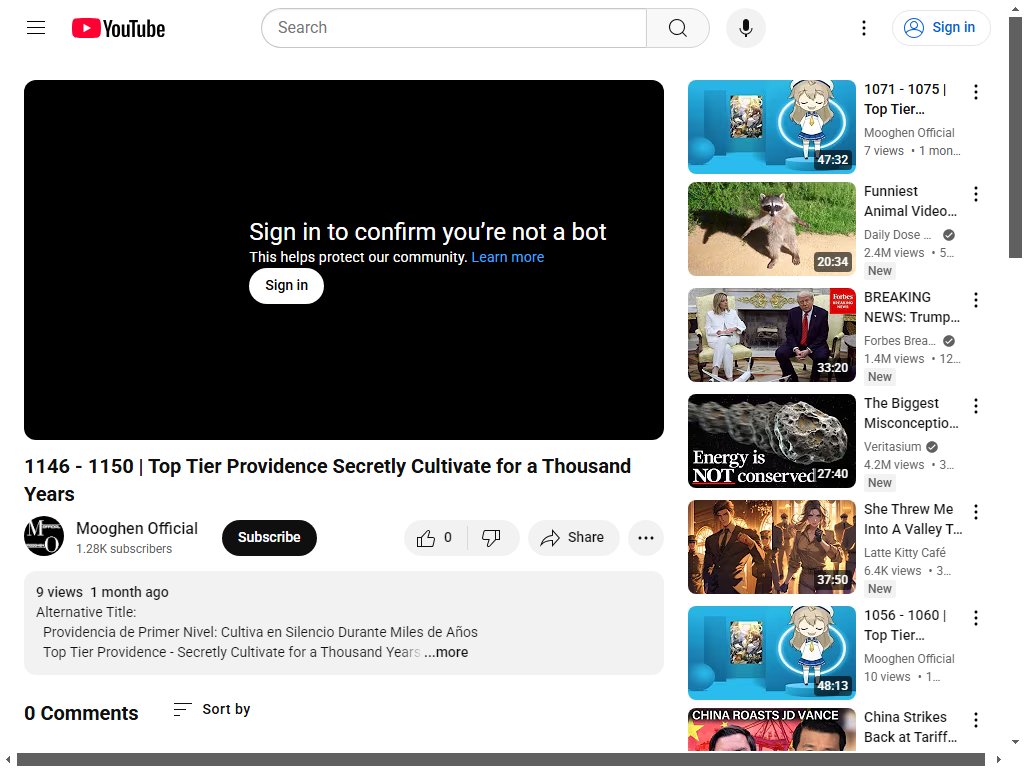 YouTube
Search
Sign in
Sign in to confirm you’re not a bot
This helps protect our community. Learn more
Sign in
1146 - 1150 | Top Tier Providence Secretly Cultivate for a Thousand
Years
Mooghen Official
1.28K subscribers
Subscribe
0
Share
9 views 1 month ago
Alternative Title:
Providencia de Primer Nivel: Cultiva en Silencio Durante Miles de Años
Top Tier Providence - Secretly Cultivate for a Thousand Years ...more
0 Comments
Sort by
47:32
1071 - 1075 |
Top Tier...
Mooghen Official
7 views • 1 mon...
20:34
Funniest
Animal Video...
Daily Dose ...
2.4M views • 5...
New
Forbes
BREAKING NEWS
33:20
BREAKING
NEWS: Trump...
Forbes Brea...
1.4M views • 12...
New
Energy is
NOT conserved
27:40
The Biggest
Misconceptio...
Veritasium
4.2M views • 3...
New
37:50
She Threw Me
Into A Valley T...
Latte Kitty Café
6.4K views • 3...
New
48:13
1056 - 1060 |
Top Tier...
Mooghen Official
10 views • 1...
CHINA ROASTS JD VANCE
China Strikes
Back at Tariff...